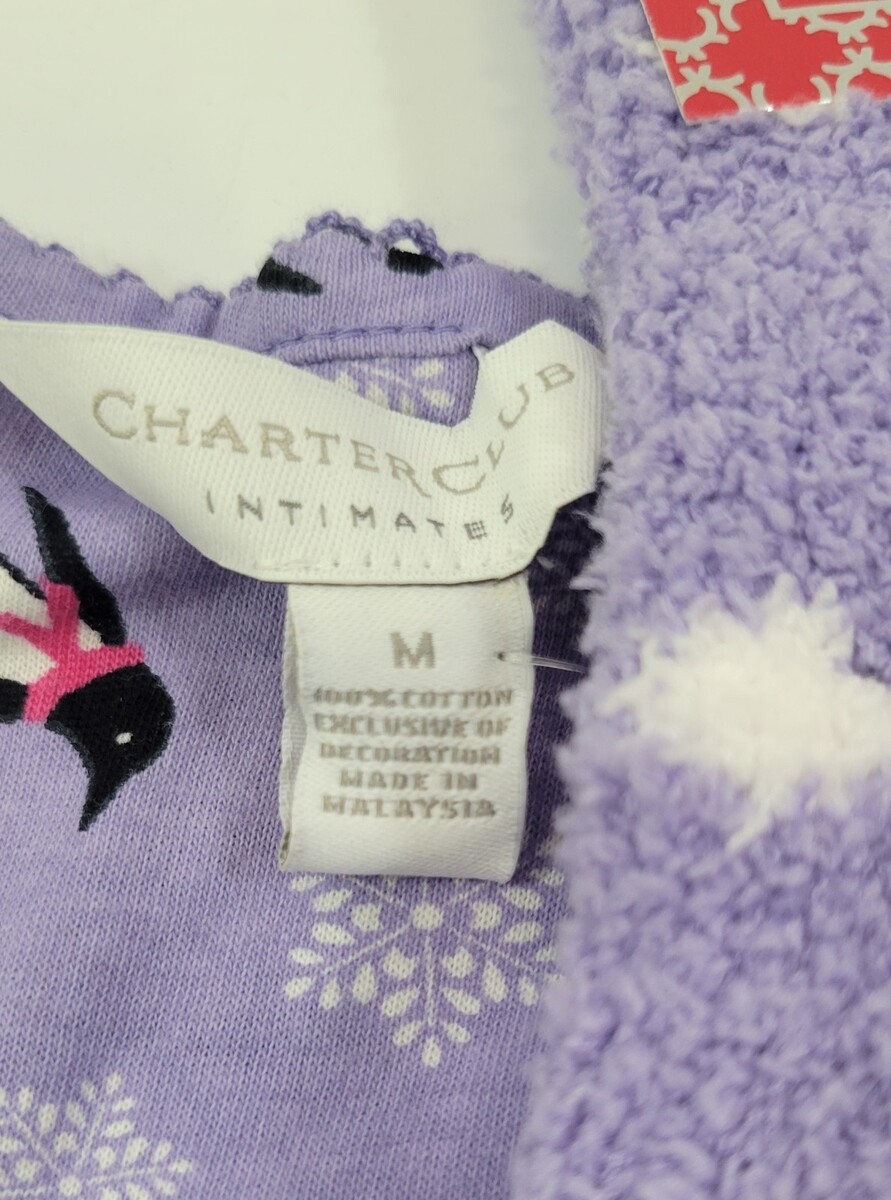 CHARTER CLUB
INTIMATES
M
100% COTTON
EXCLUSIVE OF
DECORATION
MADE IN
MALAYSIA